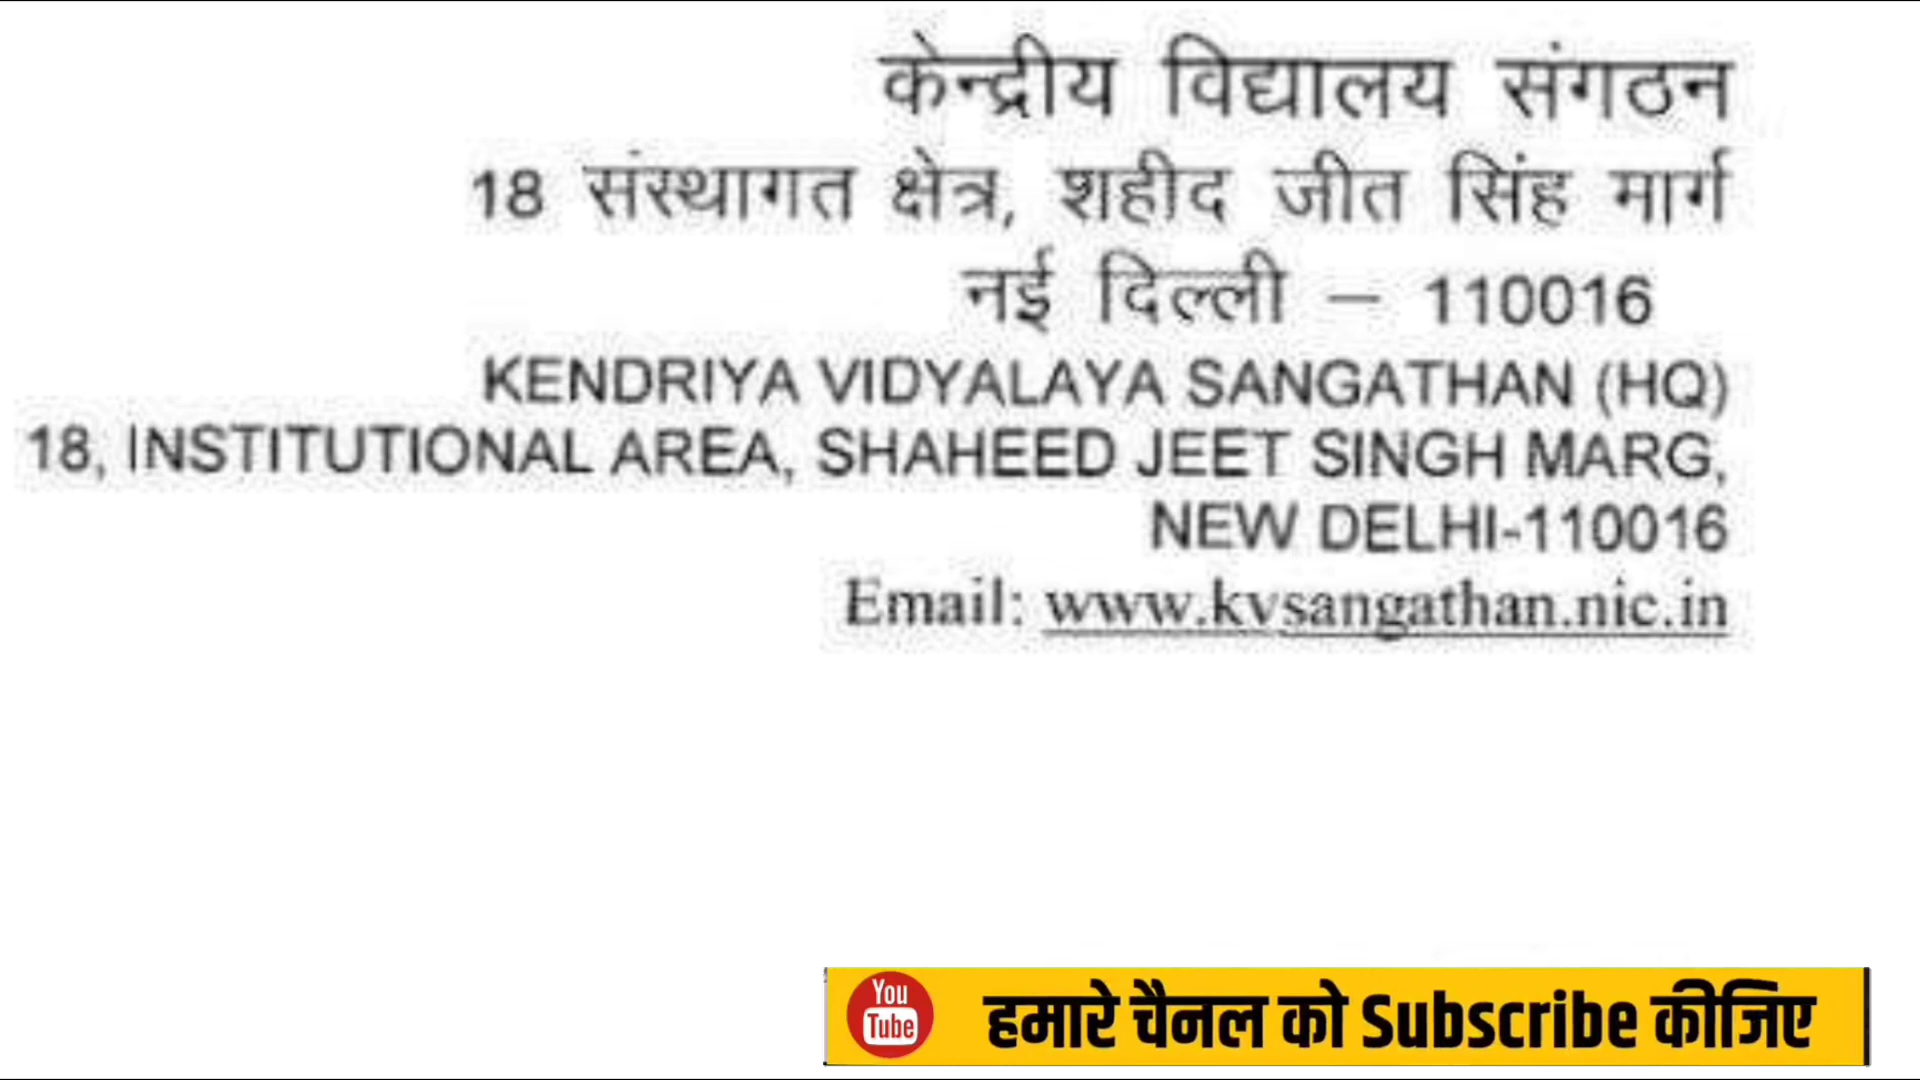 केन्द्रीय विद्यालय संगठन
18 संस्थागत क्षेत्र, शहीद जीत सिंह मार्ग
नई दिल्ली – 110016
KENDRIYA VIDYALAYA SANGATHAN (HQ)
18, INSTITUTIONAL AREA, SHAHEED JEET SINGH MARG,
NEW DELHI-110016
Email: www.kvsangathan.nic.in
You
Tube
हमारे चैनल को Subscribe कीजिए